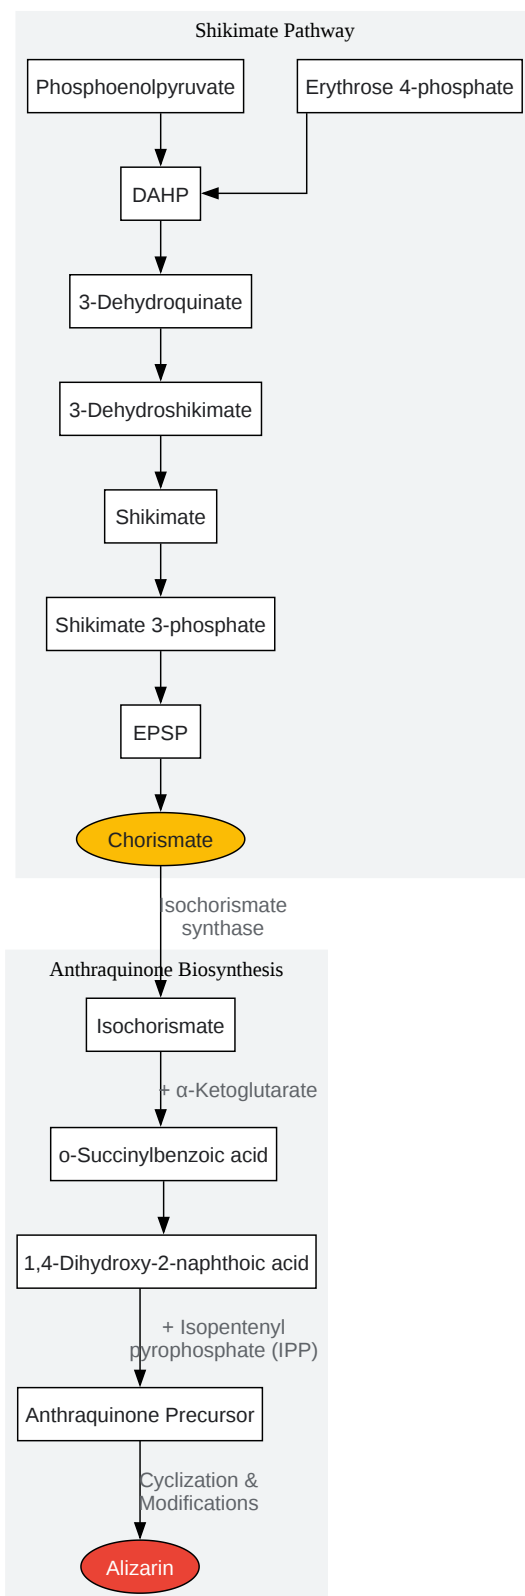 Shikimate Pathway
Phosphoenolpyruvate
Erythrose 4-phosphate
DAHP
3-Dehydroquinate
3-Dehydroshikimate
Shikimate
Shikimate 3-phosphate
EPSP
Chorismate
Isochorismate
synthase
Anthraquinone Biosynthesis
Isochorismate
+ α-Ketoglutarate
o-Succinylbenzoic acid
1,4-Dihydroxy-2-naphthoic acid
+ Isopentenyl
pyrophosphate (IPP)
Anthraquinone Precursor
Cyclization &
Modifications
Alizarin